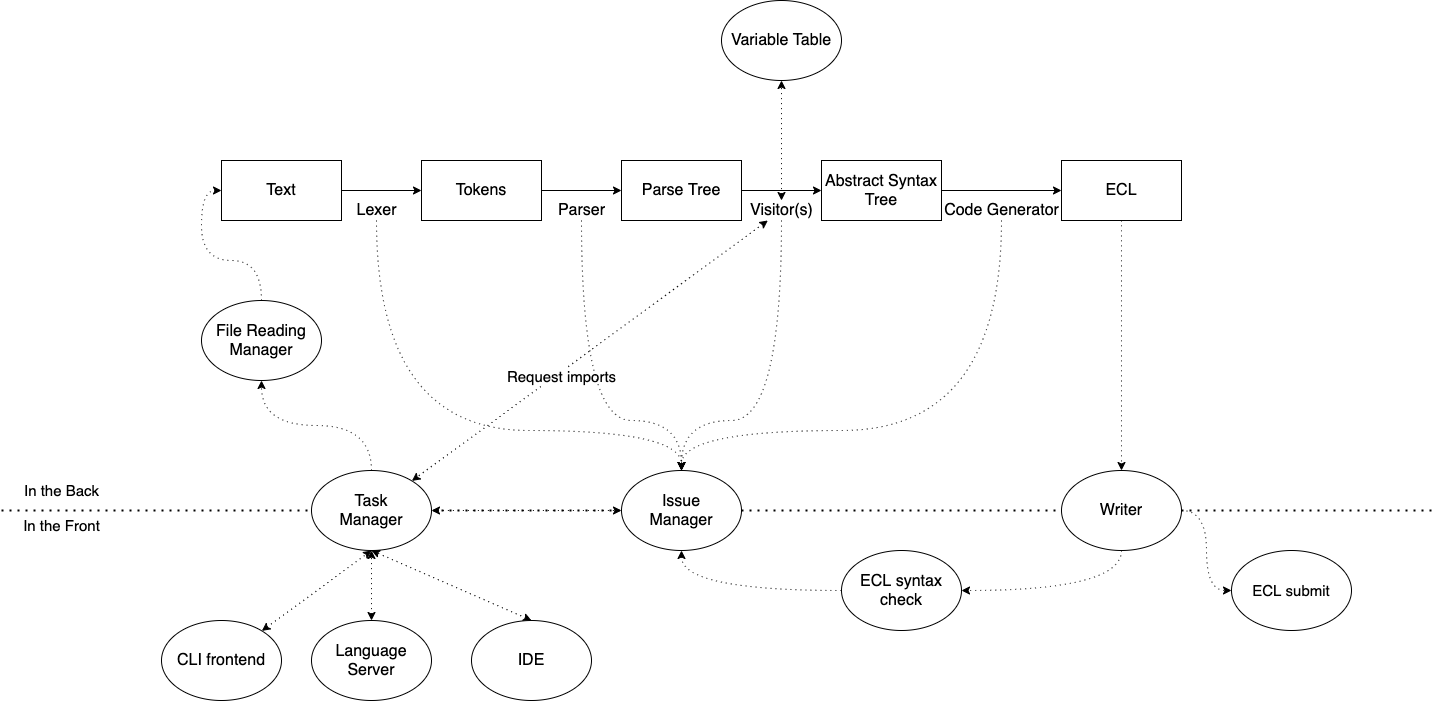 Variable Table
Text
Tokens
Parse Tree
Abstract Syntax
Tree
ECL
Lexer
Parser
Visitor(s)
Code Generator
File Reading
Manager
Request imports
In the Back
In the Front
Task
Manager
Issue
Manager
Writer
ECL syntax
check
ECL submit
CLI frontend
Language
Server
IDE